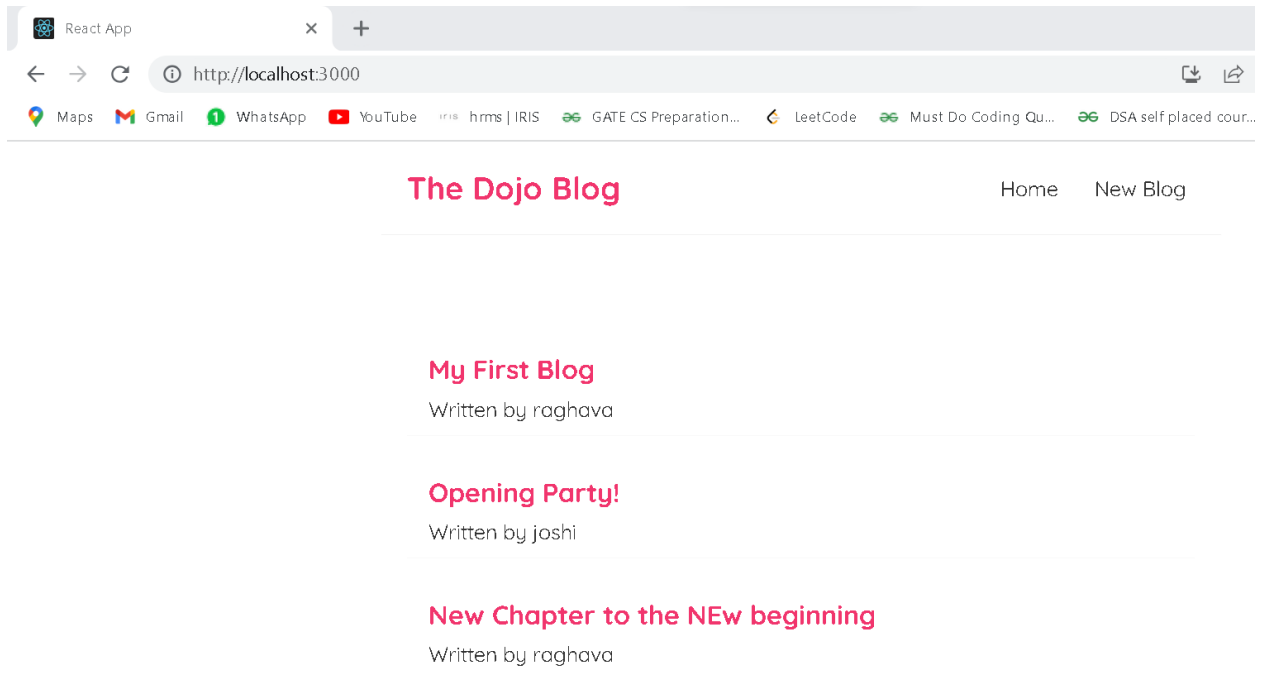 React App
http://localhost:3000
Maps Gmail 1 WhatsApp YouTube IRIS hrms | IRIS GATE CS Preparation... LeetCode Must Do Coding Qu... DSA self placed cour...
The Dojo Blog Home New Blog
My First Blog
Written by raghava
Opening Party!
Written by joshi
New Chapter to the NEw beginning
Written by raghava